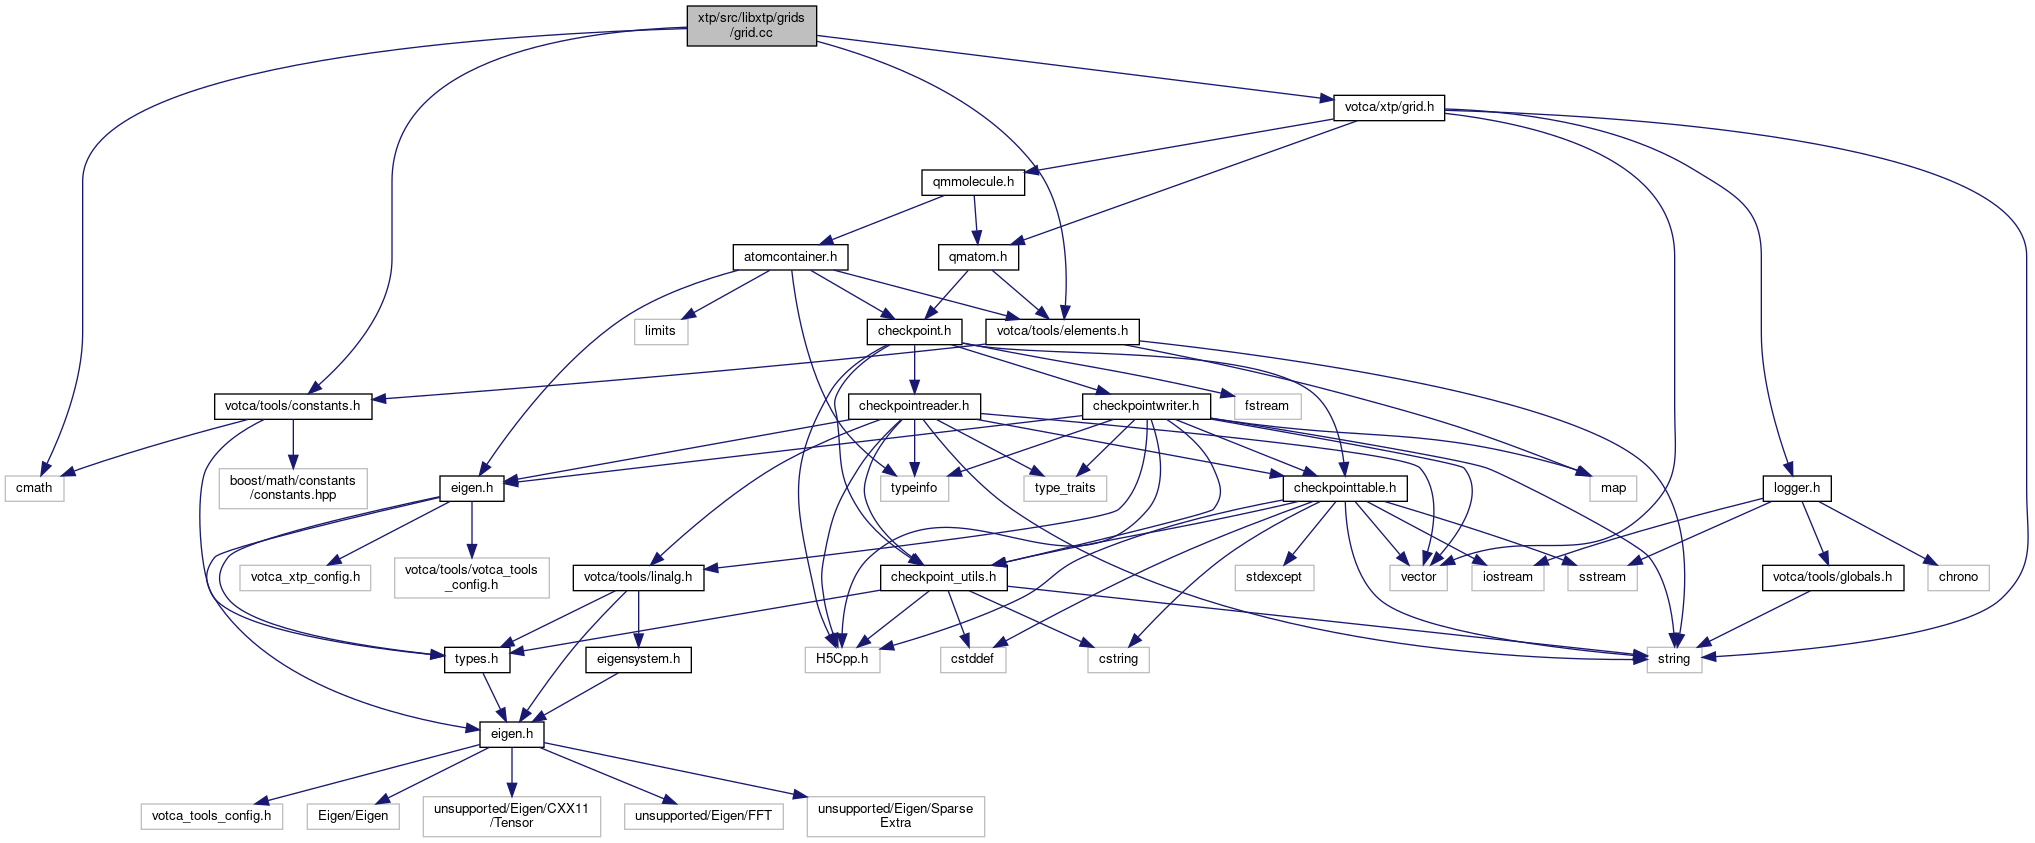 xtp/src/libxtp/grids
/grid.cc
votca/xtp/grid.h
qmmolecule.h
atomcontainer.h
qmatom.h
limits
checkpoint.h
votca/tools/elements.h
votca/tools/constants.h
checkpointreader.h
checkpointwriter.h
fstream
cmath
boost/math/constants
/constants.hpp
eigen.h
typeinfo
type_traits
checkpointtable.h
map
logger.h
votca_xtp_config.h
votca/tools/votca_tools
_config.h
votca/tools/linalg.h
checkpoint_utils.h
stdexcept
vector
iostream
sstream
votca/tools/globals.h
chrono
types.h
eigensystem.h
H5Cpp.h
cstddef
cstring
string
eigen.h
votca_tools_config.h
Eigen/Eigen
unsupported/Eigen/CXX11
/Tensor
unsupported/Eigen/FFT
unsupported/Eigen/Sparse
Extra